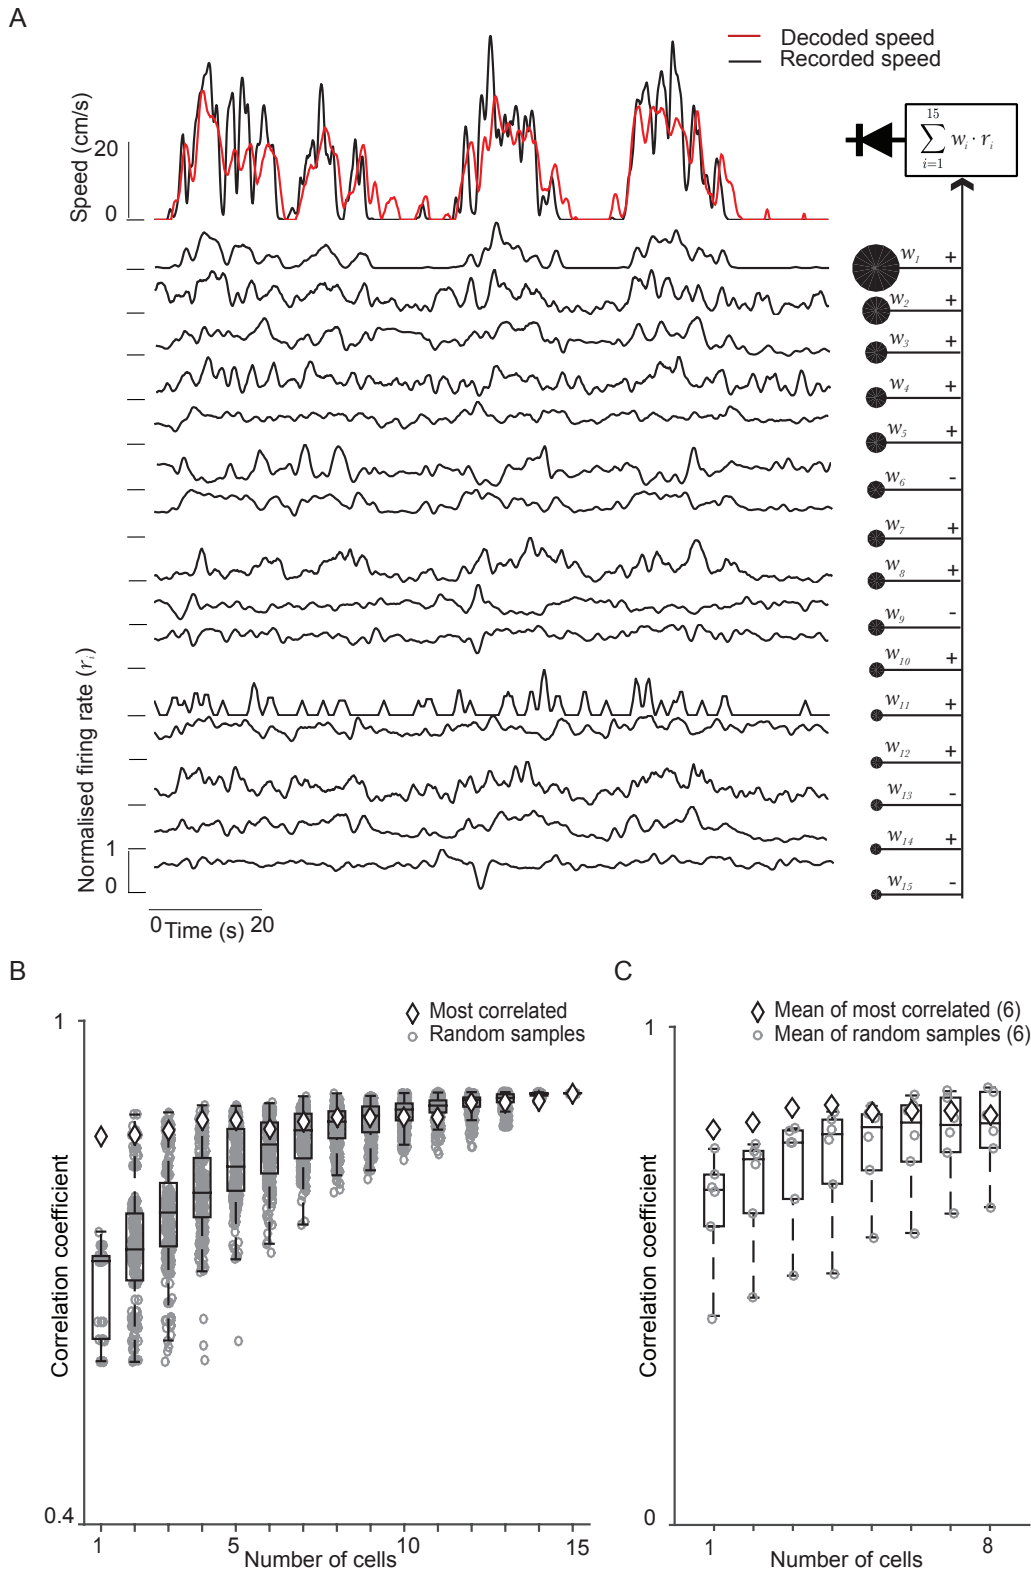 A
Decoded speed
Recorded speed
Speed (cm/s)
20
0
15
∑ wᵢ · rᵢ
i=1
w₁ +
w₂ +
w₃ +
w₄ +
w₅ +
w₆ -
w₇ +
w₈ +
w₉ -
w₁₀ +
w₁₁ +
w₁₂ +
w₁₃ -
w₁₄ +
w₁₅ -
Normalised firing rate (rᵢ)
1
0
0 Time (s) 20
B
Most correlated
Random samples
1
Correlation coefficient
0.4
1 5 10 15
Number of cells
C
Mean of most correlated (6)
Mean of random samples (6)
1
Correlation coefficient
0
1 8
Number of cells